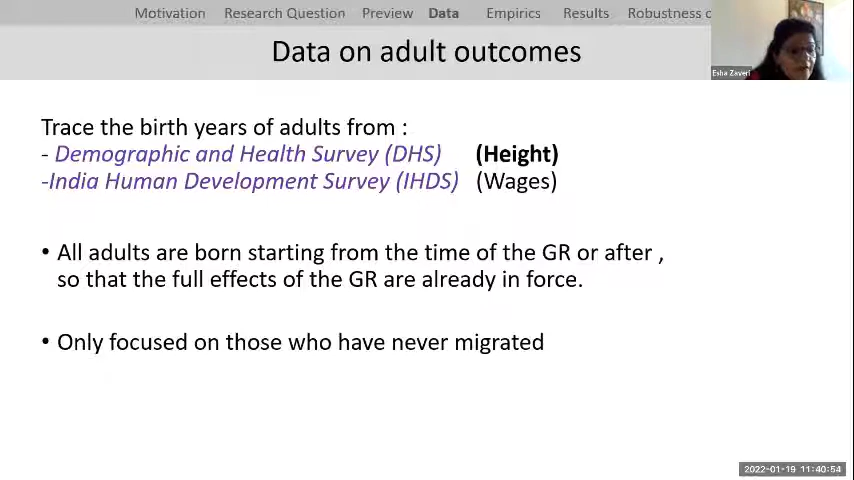 Motivation Research Question Preview Data Empirics Results Robustness
Data on adult outcomes
Esha Zaveri
Trace the birth years of adults from :
- Demographic and Health Survey (DHS) (Height)
-India Human Development Survey (IHDS) (Wages)
• All adults are born starting from the time of the GR or after ,
so that the full effects of the GR are already in force.
• Only focused on those who have never migrated
2022-01-19 11:40:54